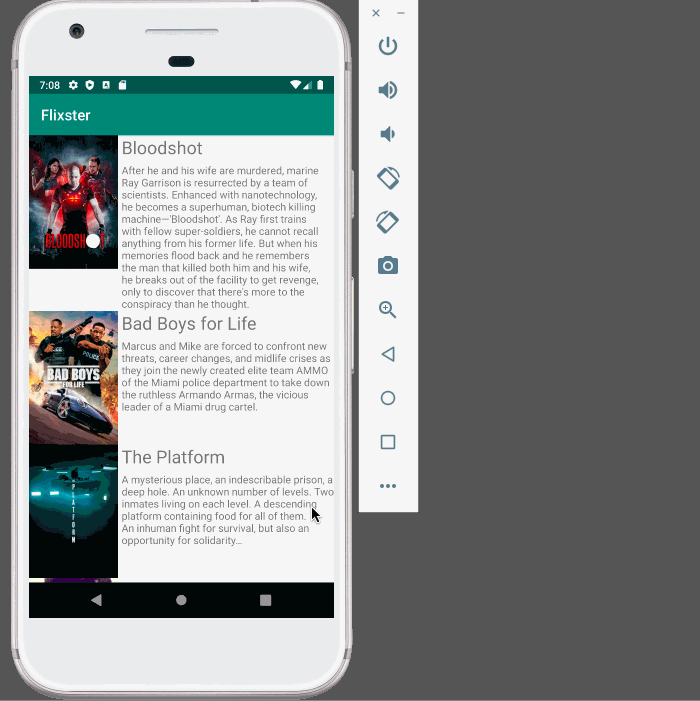 7:08
Flixster
BLOODSHOT
Bloodshot
After he and his wife are murdered, marine
Ray Garrison is resurrected by a team of
scientists. Enhanced with nanotechnology,
he becomes a superhuman, biotech killing
machine—'Bloodshot'. As Ray first trains
with fellow super-soldiers, he cannot recall
anything from his former life. But when his
memories flood back and he remembers
the man that killed both him and his wife,
he breaks out of the facility to get revenge,
only to discover that there's more to the
conspiracy than he thought.
POLICE
BAD BOYS
FOR LIFE
Bad Boys for Life
Marcus and Mike are forced to confront new
threats, career changes, and midlife crises as
they join the newly created elite team AMMO
of the Miami police department to take down
the ruthless Armando Armas, the vicious
leader of a Miami drug cartel.
PLATFORM
The Platform
A mysterious place, an indescribable prison, a
deep hole. An unknown number of levels. Two
inmates living on each level. A descending
platform containing food for all of them.
An inhuman fight for survival, but also an
opportunity for solidarity…